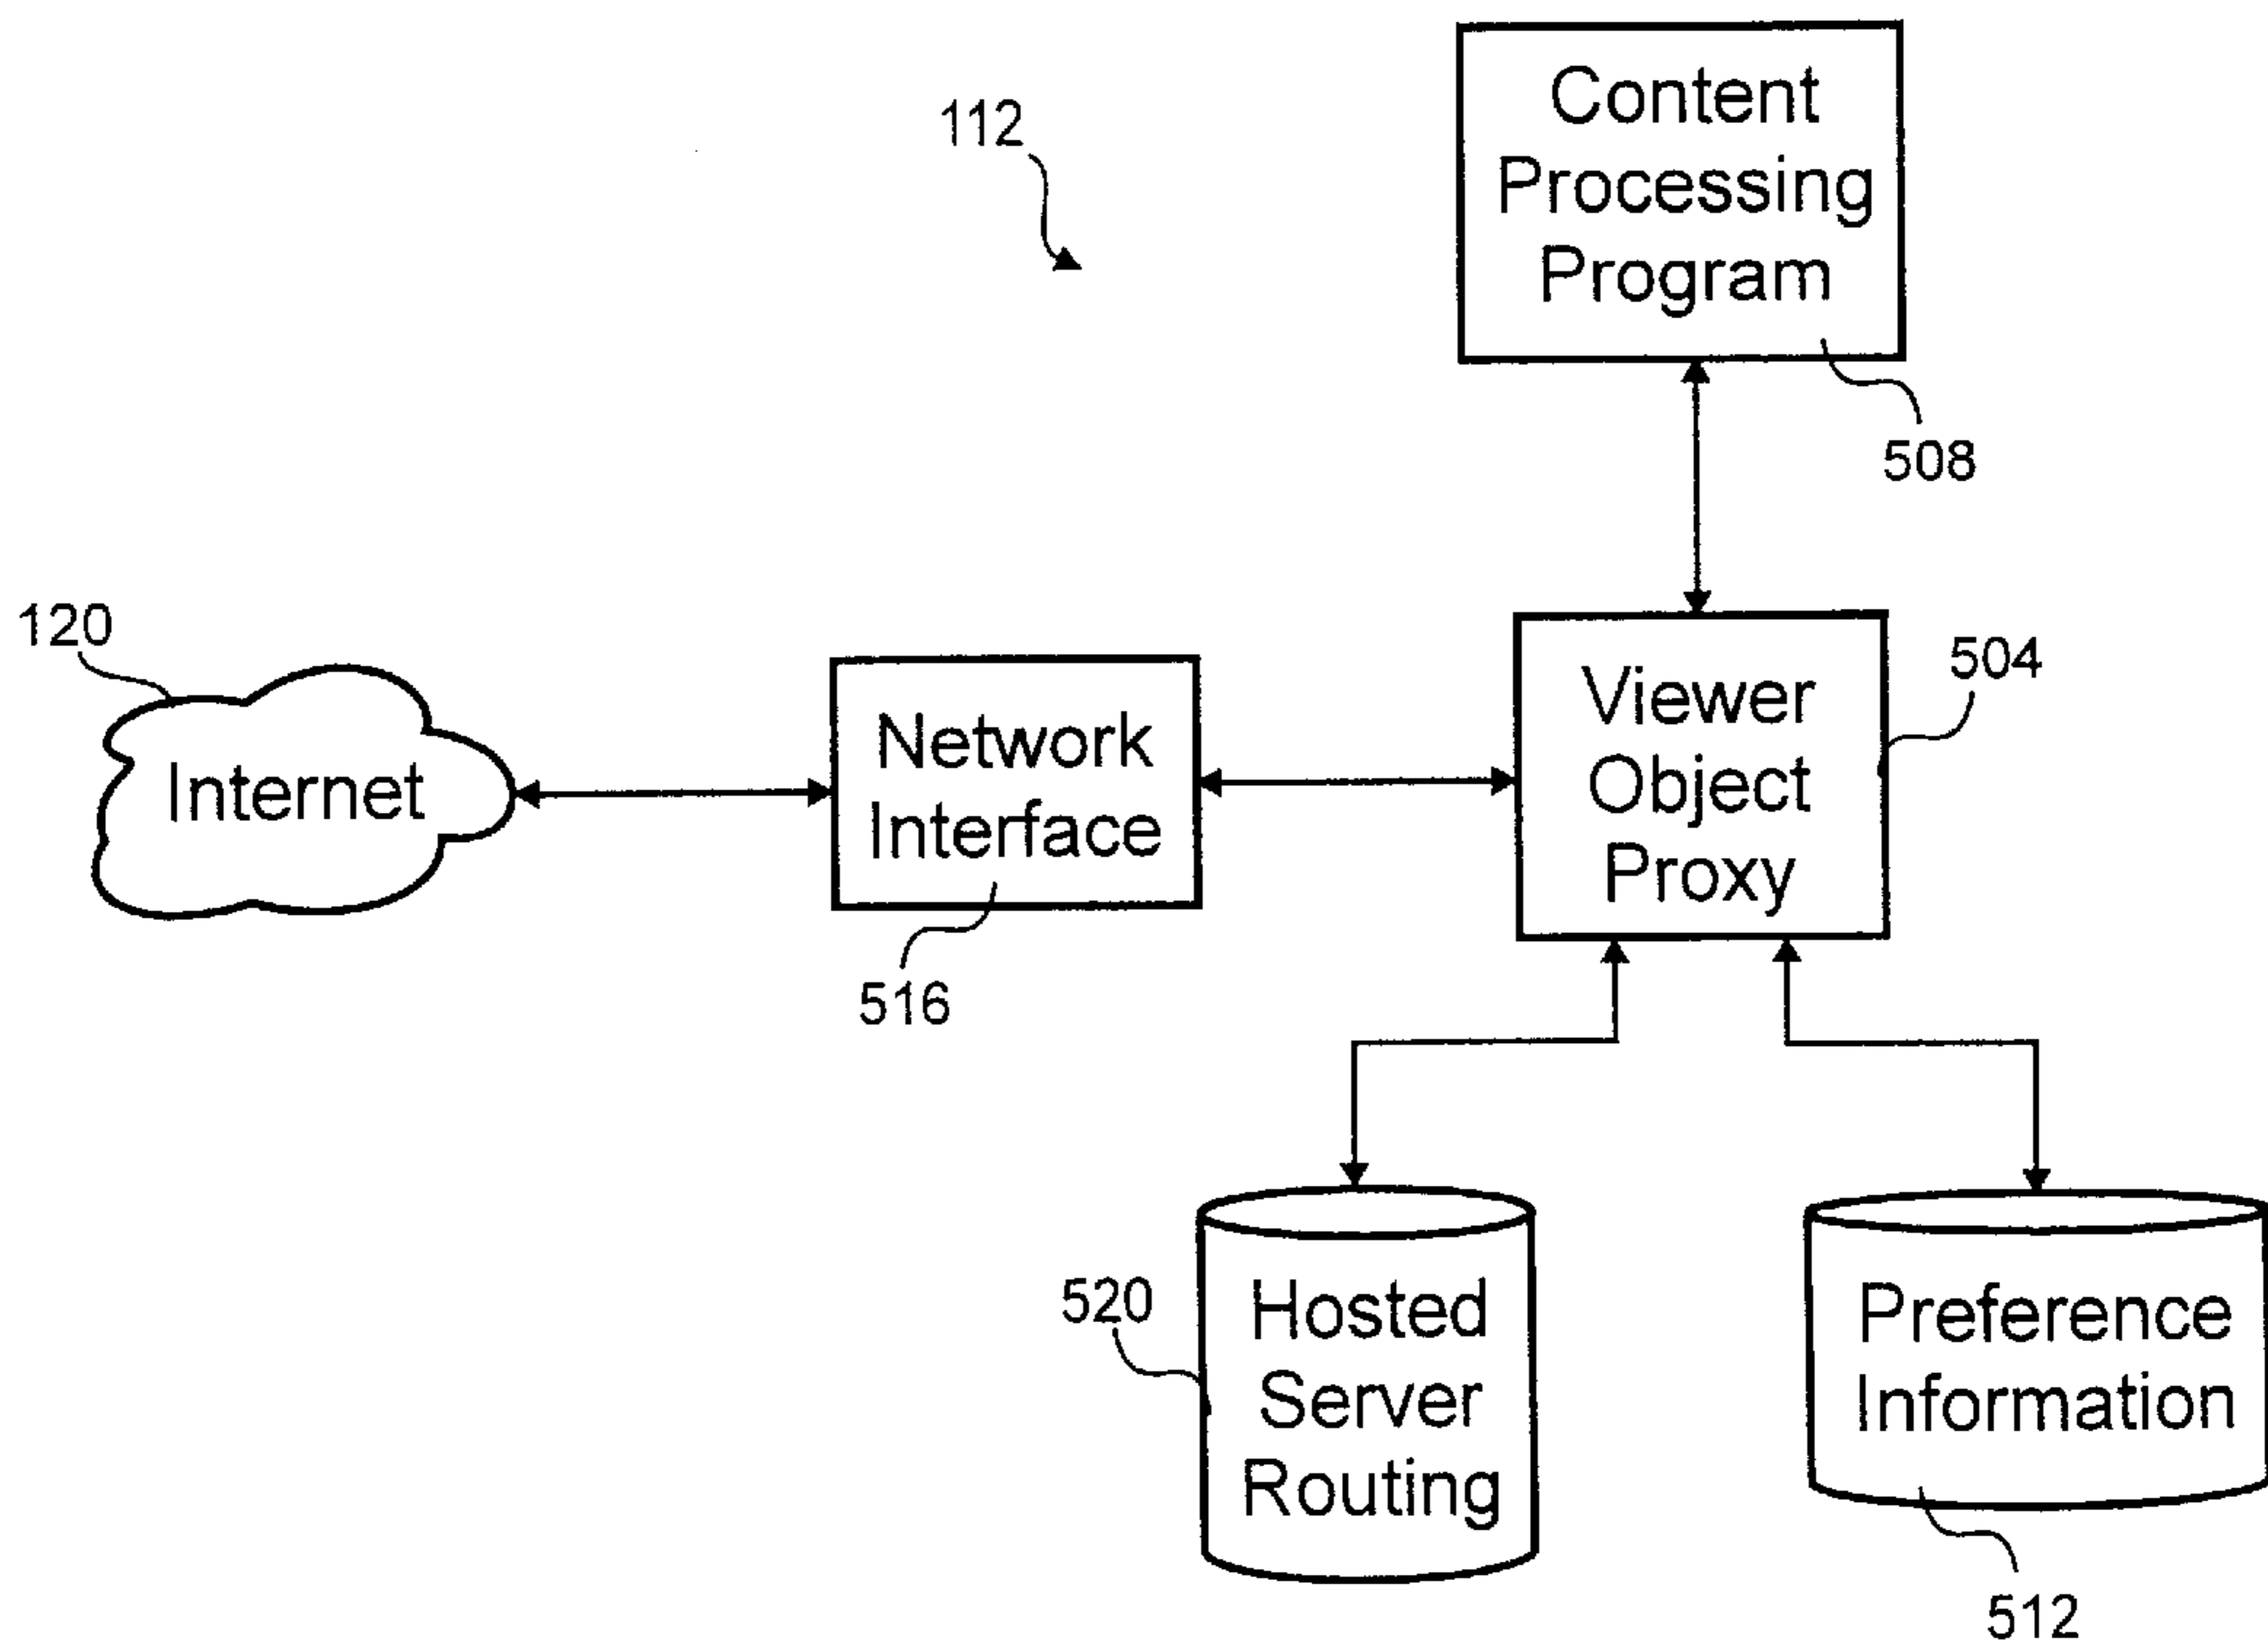 Content
Processing
Program
112
508
120
Internet
Network
Interface
516
Viewer
Object
Proxy
504
520
Hosted
Server
Routing
Preference
Information
512